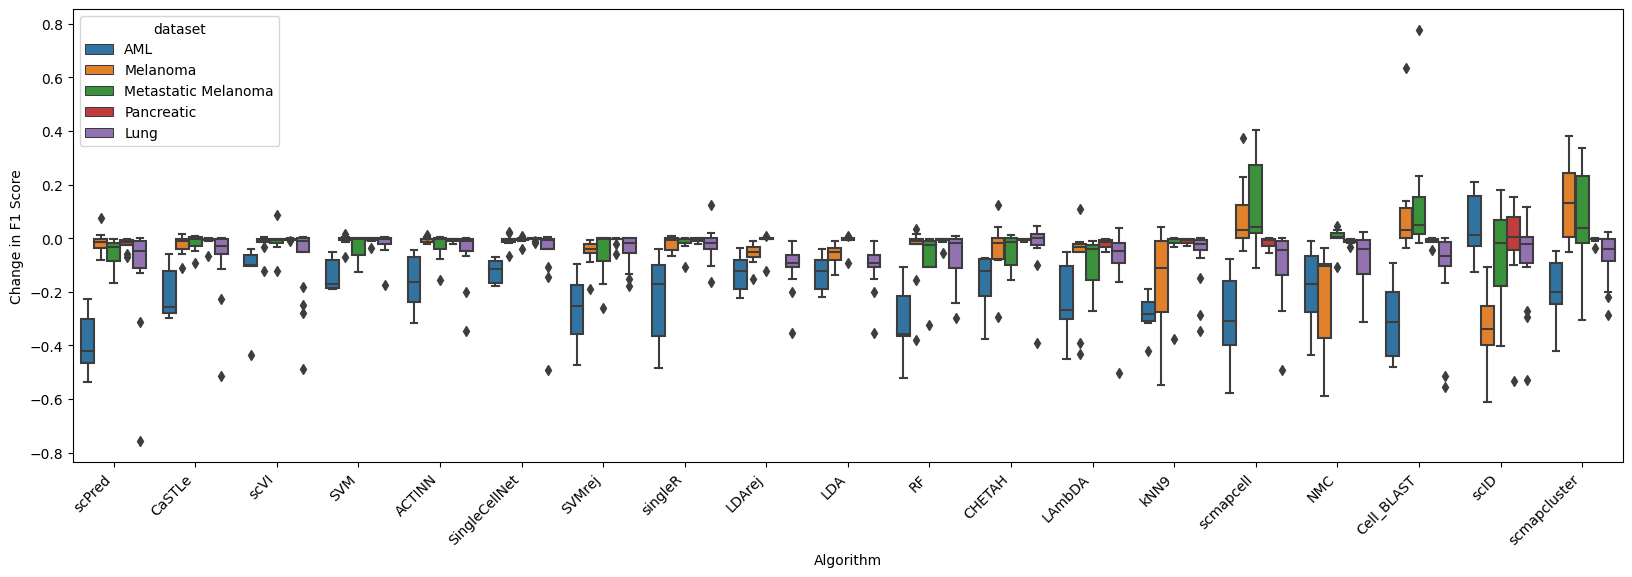 dataset
AML
Melanoma
Metastatic Melanoma
Pancreatic
Lung
Change in F1 Score
0.8
0.6
0.4
0.2
0.0
−0.2
−0.4
−0.6
−0.8
scPred
CaSTLe
scVI
SVM
ACTINN
SingleCellNet
SVMrej
singleR
LDArej
LDA
RF
CHETAH
LAmbDA
kNN9
scmapcell
NMC
Cell_BLAST
scID
scmapcluster
Algorithm